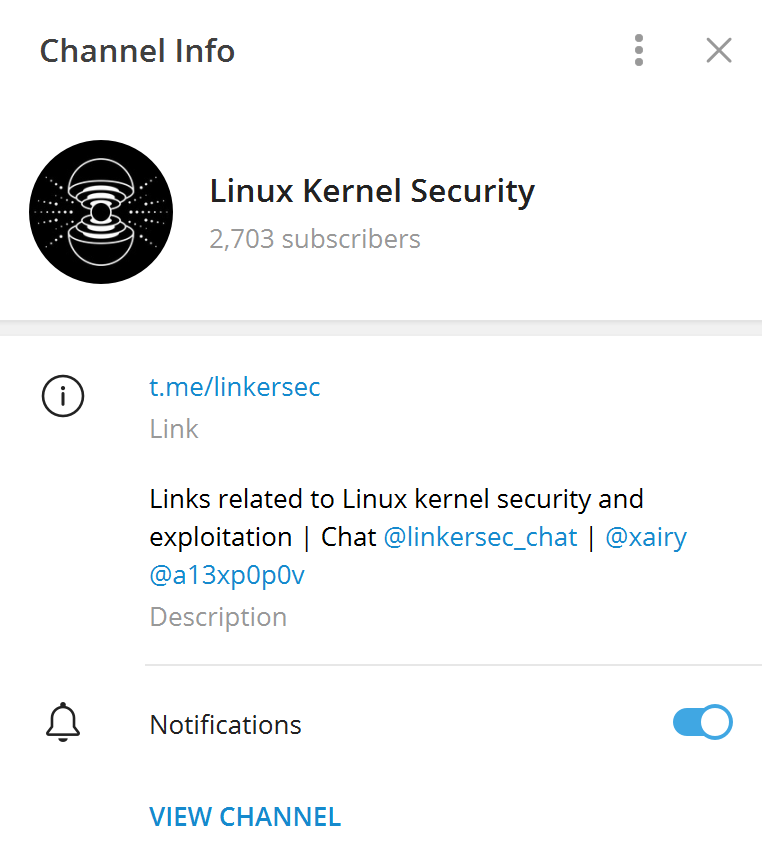 Channel Info
Linux Kernel Security
2,703 subscribers
t.me/linkersec
Link
Links related to Linux kernel security and
exploitation | Chat @linkersec_chat | @xairy
@a13xp0p0v
Description
Notifications
VIEW CHANNEL